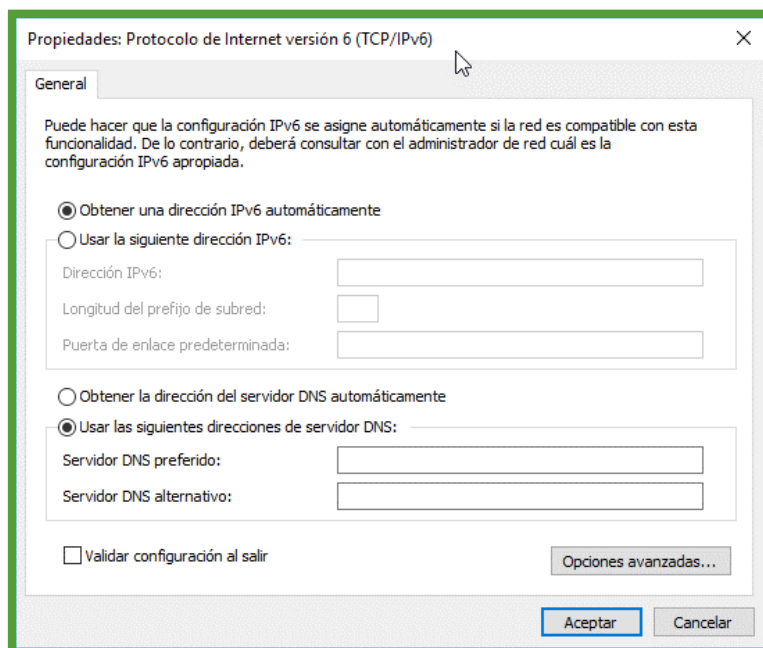 Propiedades: Protocolo de Internet versión 6 (TCP/IPv6)
General
Puede hacer que la configuración IPv6 se asigne automáticamente si la red es compatible con esta
funcionalidad. De lo contrario, deberá consultar con el administrador de red cuál es la
configuración IPv6 apropiada.
Obtener una dirección IPv6 automáticamente
Usar la siguiente dirección IPv6:
Dirección IPv6:
Longitud del prefijo de subred:
Puerta de enlace predeterminada:
Obtener la dirección del servidor DNS automáticamente
Usar las siguientes direcciones de servidor DNS:
Servidor DNS preferido:
Servidor DNS alternativo:
Validar configuración al salir
Opciones avanzadas...
Aceptar
Cancelar